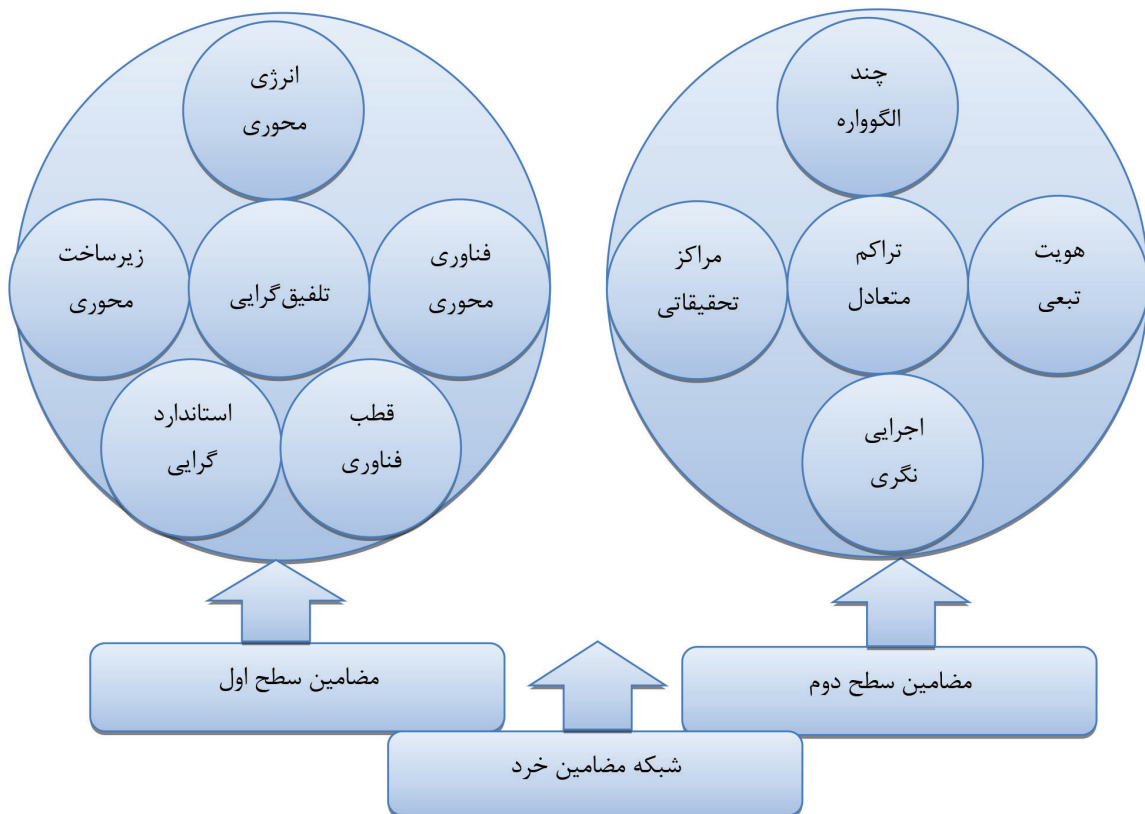 چند
الگوواره
هویت
تبعی
تراکم
متعادل
مراکز
تحقیقاتی
اجرایی
نگری
انرژی
محوری
فناوری
محوری
تلفیق‌گرایی
زیرساخت
محوری
قطب
فناوری
استاندارد
گرایی
مضامین سطح دوم
مضامین سطح اول
شبکه مضامین خرد